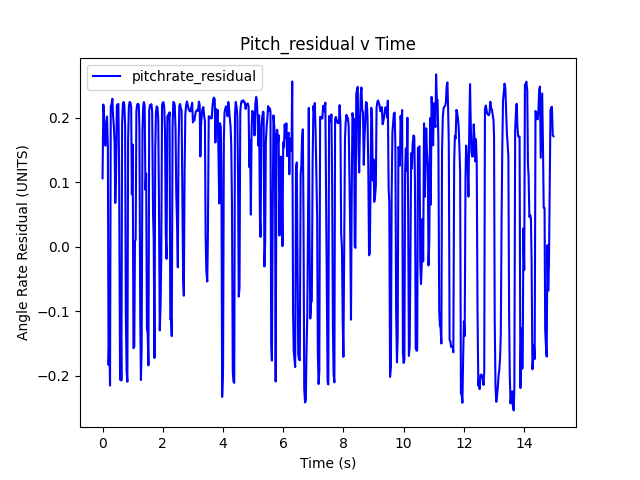 Pitch_residual v Time
pitchrate_residual
Angle Rate Residual (UNITS)
0.2
0.1
0.0
−0.1
−0.2
0 2 4 6 8 10 12 14
Time (s)